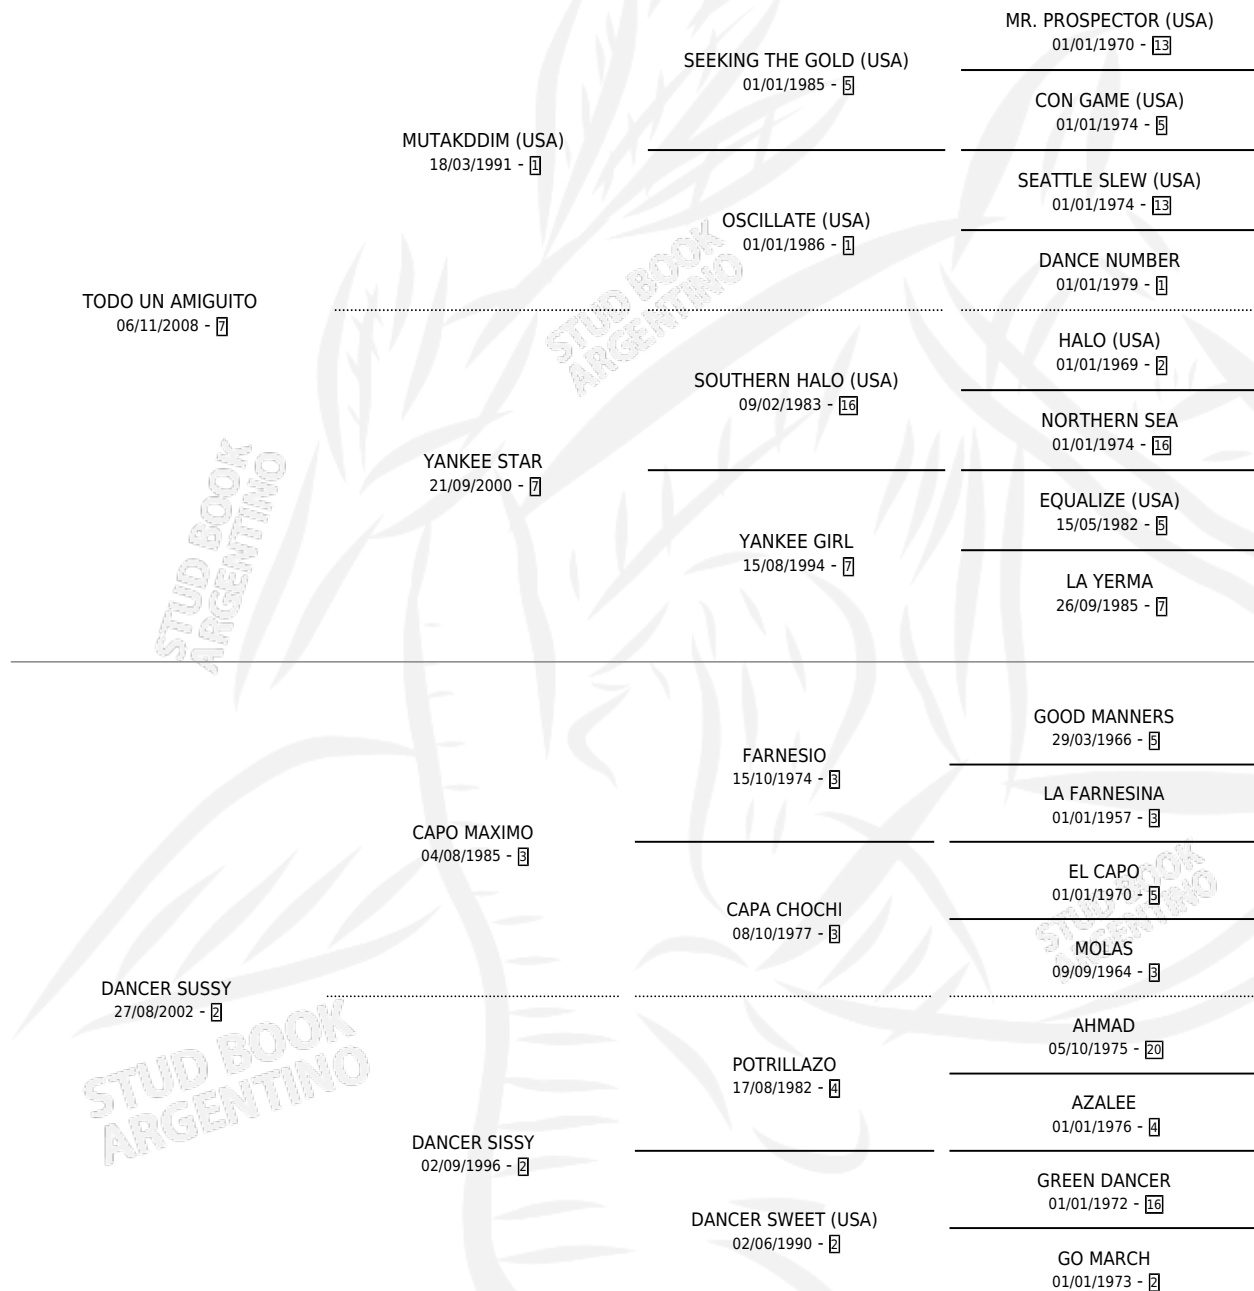 MR. PROSPECTOR (USA)
01/01/1970 - 13
SEEKING THE GOLD (USA)
01/01/1985 - 5
CON GAME (USA)
01/01/1974 - 5
MUTAKDDIM (USA)
18/03/1991 - 1
SEATTLE SLEW (USA)
01/01/1974 - 13
OSCILLATE (USA)
01/01/1986 - 1
DANCE NUMBER
01/01/1979 - 1
TODO UN AMIGUITO
06/11/2008 - 7
HALO (USA)
01/01/1969 - 2
SOUTHERN HALO (USA)
09/02/1983 - 16
NORTHERN SEA
01/01/1974 - 16
YANKEE STAR
21/09/2000 - 7
EQUALIZE (USA)
15/05/1982 - 5
YANKEE GIRL
15/08/1994 - 7
LA YERMA
26/09/1985 - 7
GOOD MANNERS
29/03/1966 - 5
FARNESIO
15/10/1974 - 3
LA FARNESINA
01/01/1957 - 3
CAPO MAXIMO
04/08/1985 - 3
EL CAPO
01/01/1970 - 5
CAPA CHOCHI
08/10/1977 - 3
MOLAS
09/09/1964 - 3
DANCER SUSSY
27/08/2002 - 2
AHMAD
05/10/1975 - 20
POTRILLAZO
17/08/1982 - 4
AZALEE
01/01/1976 - 4
DANCER SISSY
02/09/1996 - 2
GREEN DANCER
01/01/1972 - 16
DANCER SWEET (USA)
02/06/1990 - 2
GO MARCH
01/01/1973 - 2
STUD BOOK
ARGENTINO
STUD BOOK
ARGENTINO
STUD BOOK
ARGENTINO
STUD BOOK
ARGENTINO